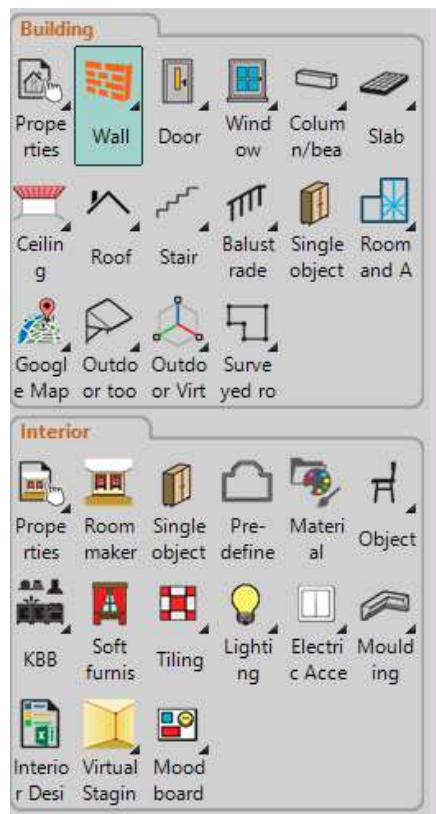 Building
Prope Wind Colum
rties Wall Door ow n/bea Slab
Ceilin Balust Single Room
g Roof Stair rade object and A
Googl Outdo Outdo Surve
e Map or too or Virt yed ro
Interior
Prope Room Single Pre- Materi
rties maker object define al Object
Soft Lighti Electri Mould
KBB furnis Tiling ng c Acce ing
Interio Virtual Mood
r Desi Stagin board